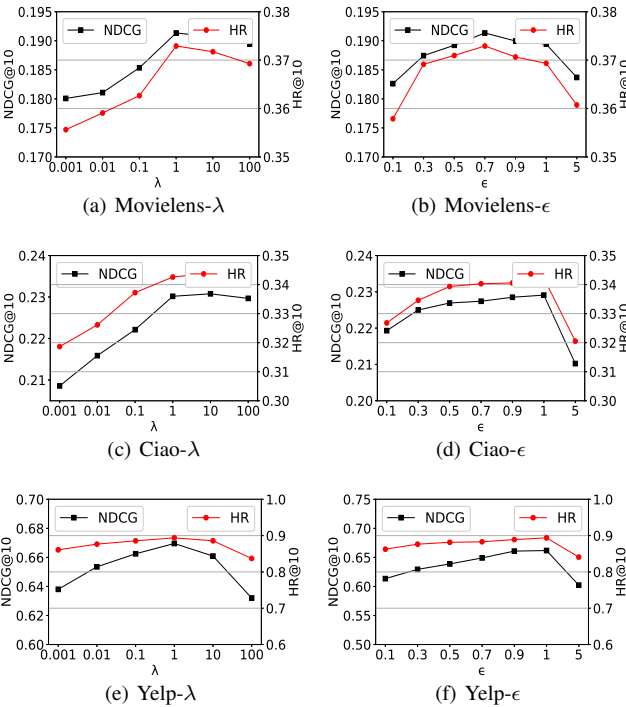 0.195 0.38 0.195 0.38
NDCG HR NDCG HR
0.190 0.190
0.37 0.37
0.185 0.185
0.180 0.36 0.180 0.36
0.175 0.175
0.170 0.35 0.170 0.35
NDCG@10 HR@10 NDCG@10 HR@10
0.001 0.01 0.1 1 10 100 0.1 0.3 0.5 0.7 0.9 1 5
λ ϵ
(a) Movielens-λ (b) Movielens-ϵ
0.24 0.35 0.24 0.35
NDCG HR NDCG HR
0.34 0.34
0.23 0.23
0.33 0.33
0.22 0.22
0.32 0.32
0.21 0.31 0.21 0.31
0.30 0.20 0.30
NDCG@10 HR@10 NDCG@10 HR@10
0.001 0.01 0.1 1 10 100 0.1 0.3 0.5 0.7 0.9 1 5
λ ϵ
(c) Ciao-λ (d) Ciao-ϵ
0.70 1.0 0.75 1.0
NDCG HR NDCG HR
0.68 0.9 0.70 0.9
0.66 0.65
0.8 0.8
0.64 0.60
0.7 0.7
0.62 0.55
0.60 0.6 0.50 0.6
NDCG@10 HR@10 NDCG@10 HR@10
0.001 0.01 0.1 1 10 100 0.1 0.3 0.5 0.7 0.9 1 5
λ ϵ
(e) Yelp-λ (f) Yelp-ϵ